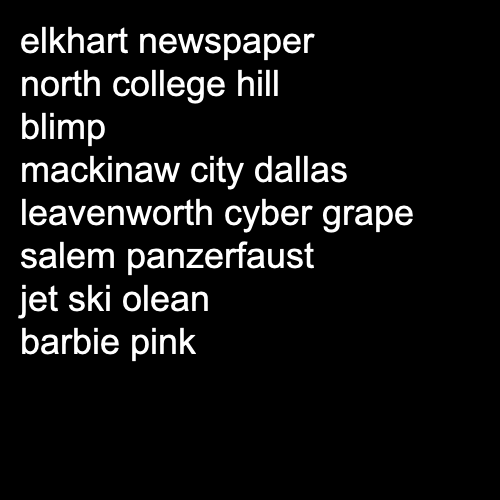 elkhart newspaper
north college hill
blimp
mackinaw city dallas
leavenworth cyber grape
salem panzerfaust
jet ski olean
barbie pink